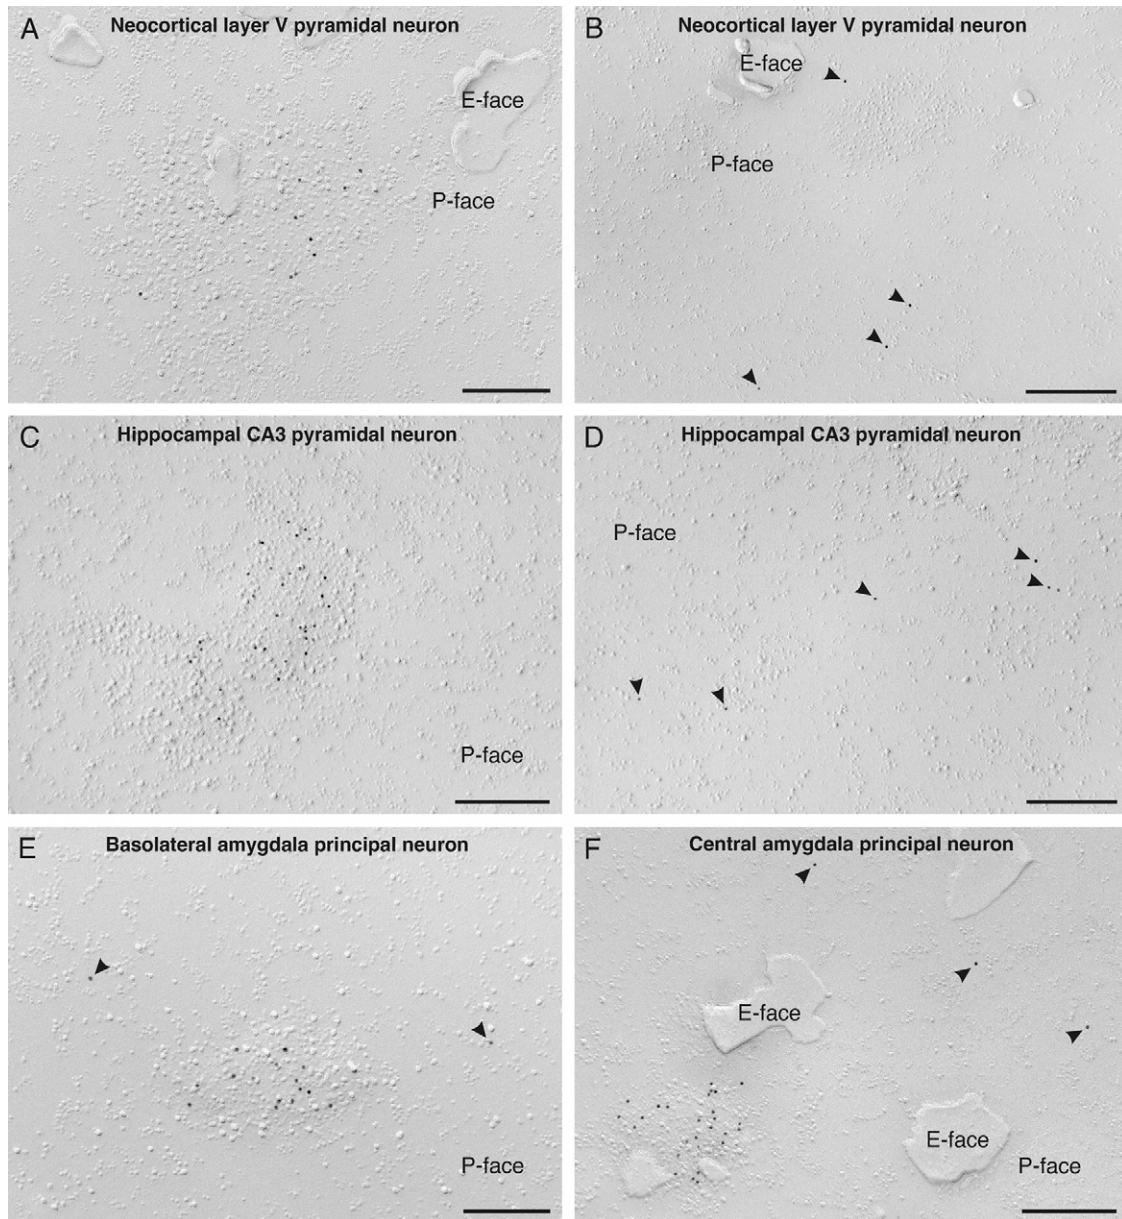 A
Neocortical layer V pyramidal neuron
E-face
P-face
B
Neocortical layer V pyramidal neuron
E-face
P-face
C
Hippocampal CA3 pyramidal neuron
P-face
D
Hippocampal CA3 pyramidal neuron
P-face
E
Basolateral amygdala principal neuron
P-face
F
Central amygdala principal neuron
E-face
E-face
P-face